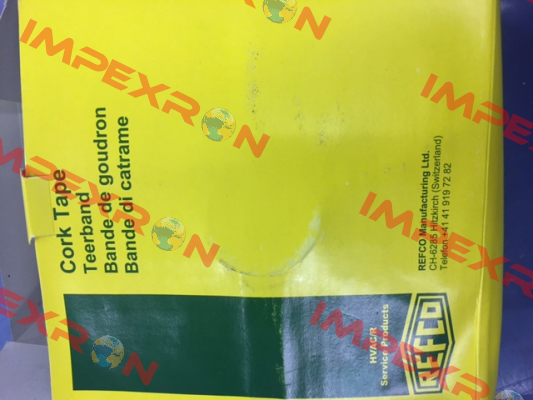 Cork Tape
Teerband
Bande de goudron
Bande di catrame
REFCO Manufacturing Ltd.
CH-6285 Hitzkirch (Switzerland)
Telefon +41 41 919 72 82
HVAC/R
Service Products
REFCO
IMPEXRON
IMPEXRON
IMPEXRON
IMPEXRON
IMPEXRON
IMPEXRON